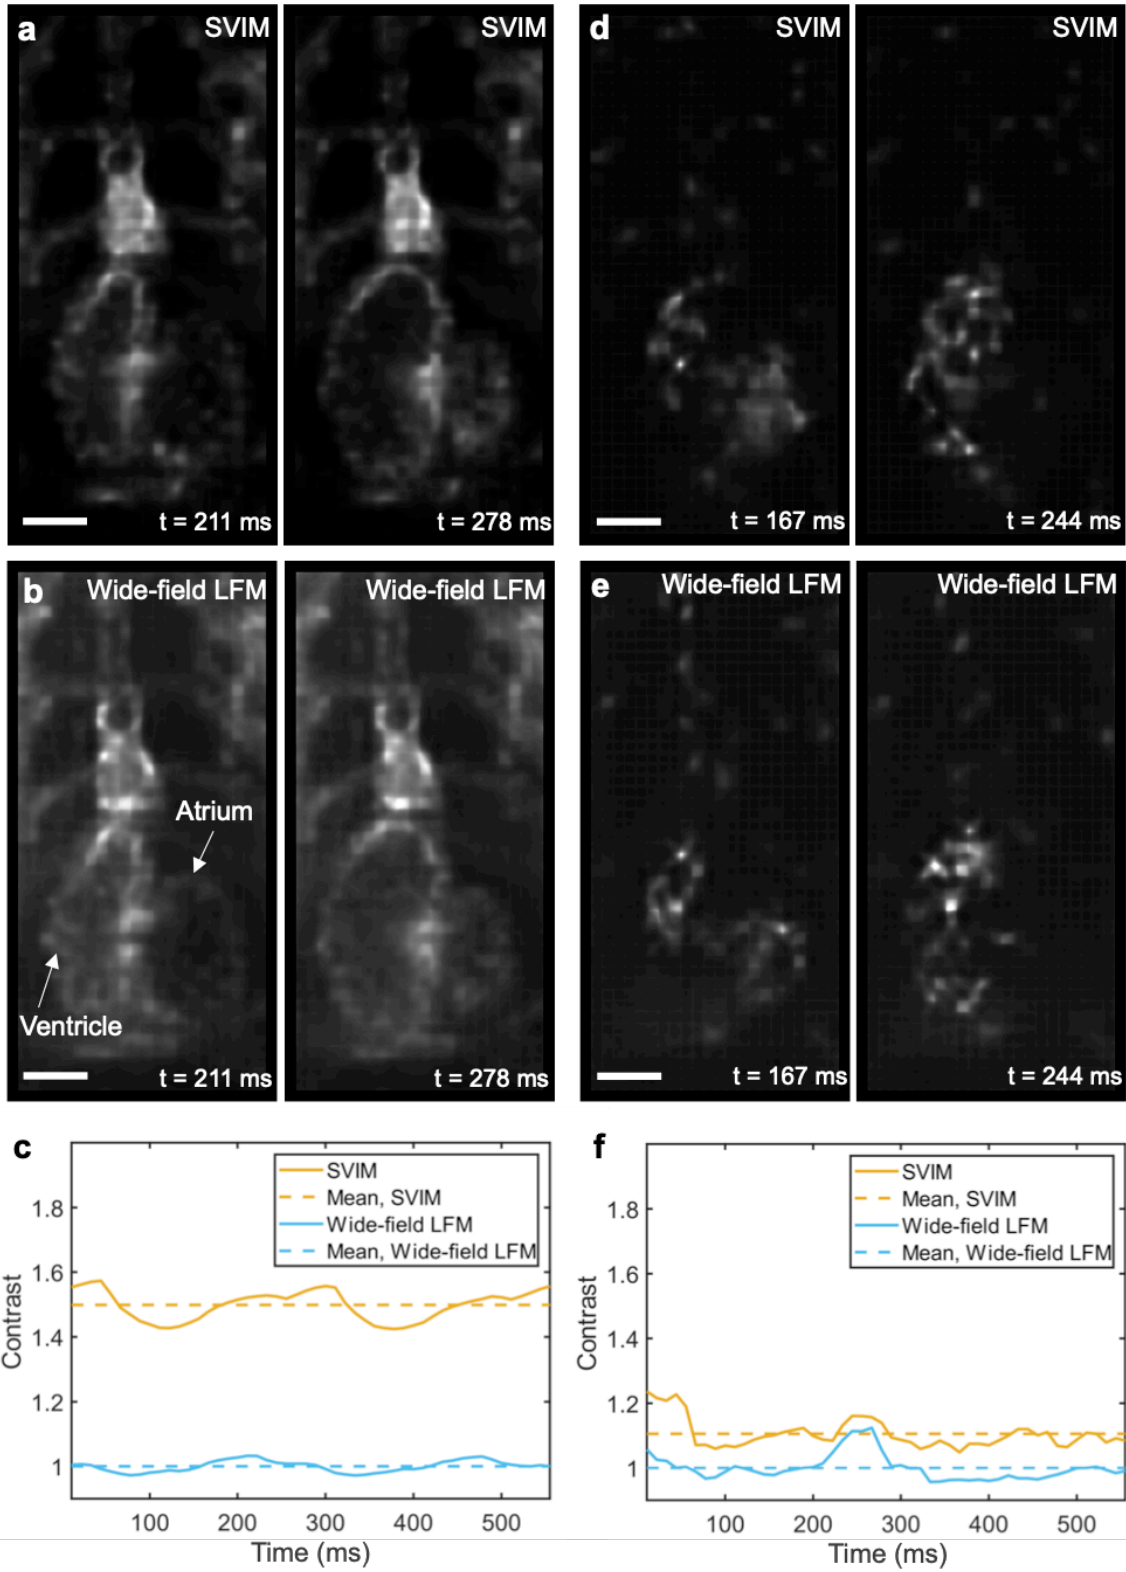 a
SVIM
SVIM
t = 211 ms
t = 278 ms
d
SVIM
SVIM
t = 167 ms
t = 244 ms
b
Wide-field LFM
Wide-field LFM
Atrium
Ventricle
t = 211 ms
t = 278 ms
e
Wide-field LFM
Wide-field LFM
t = 167 ms
t = 244 ms
c
SVIM
Mean, SVIM
Wide-field LFM
Mean, Wide-field LFM
1.8
1.6
1.4
1.2
1
Contrast
100 200 300 400 500
Time (ms)
f
SVIM
Mean, SVIM
Wide-field LFM
Mean, Wide-field LFM
1.8
1.6
1.4
1.2
1
Contrast
100 200 300 400 500
Time (ms)